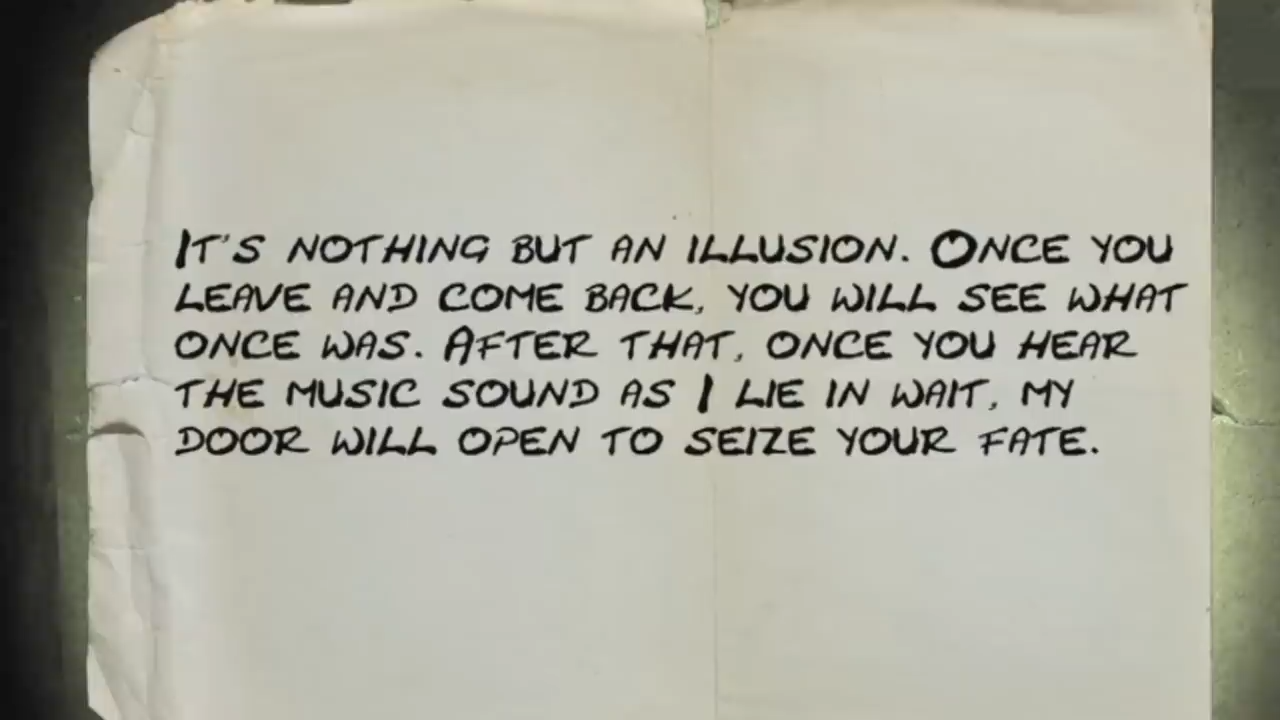 It's nothing but an illusion. Once you
leave and come back, you will see what
once was. After that, once you hear
the music sound as I lie in wait, my
door will open to seize your fate.